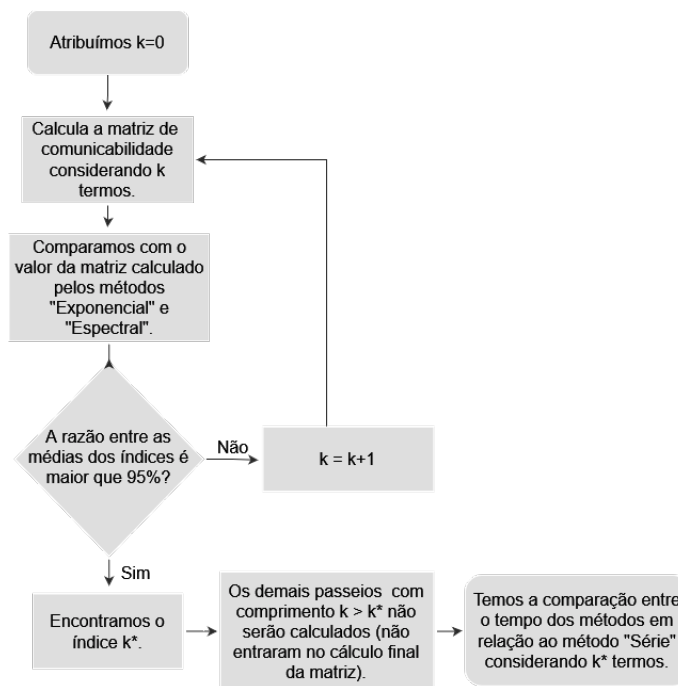 Atribuímos k=0
Calcula a matriz de
comunicabilidade
considerando k
termos.
Comparamos com o
valor da matriz calculado
pelos métodos
"Exponencial" e
"Espectral".
A razão entre as
médias dos índices é
maior que 95%?
Não
k = k+1
Sim
Encontramos o
índice k*.
Os demais passeios com
comprimento k > k* não
serão calculados (não
entraram no cálculo final
da matriz).
Temos a comparação entre
o tempo dos métodos em
relação ao método "Série"
considerando k* termos.